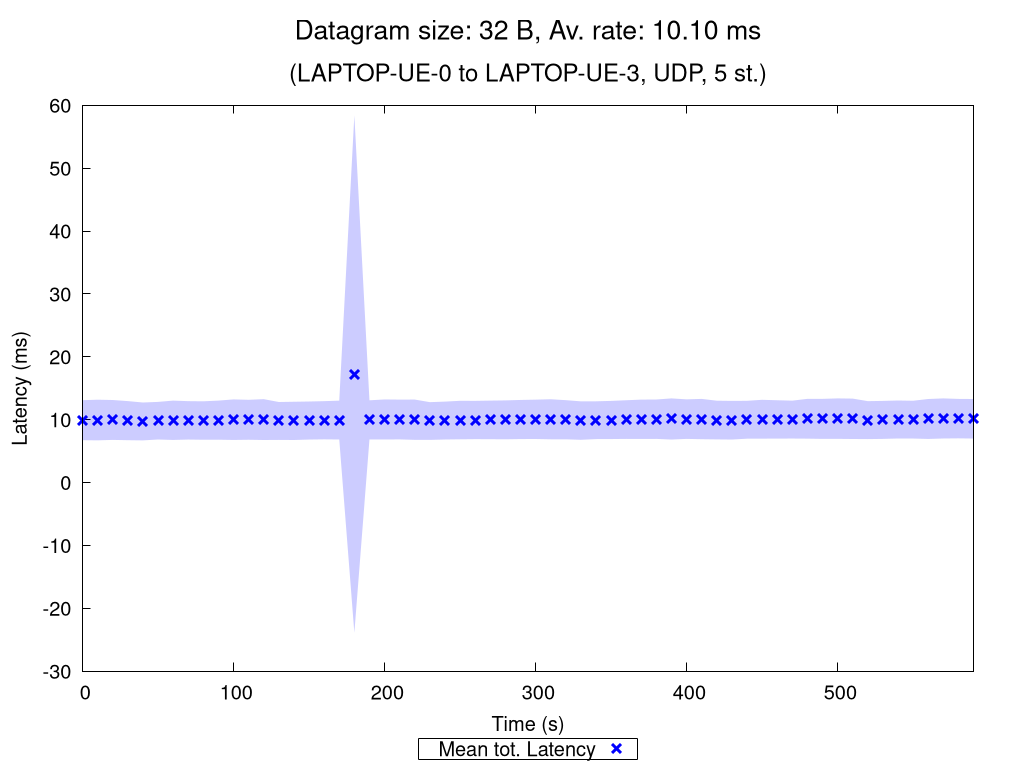 Datagram size: 32 B, Av. rate: 10.10 ms
(LAPTOP-UE-0 to LAPTOP-UE-3, UDP, 5 st.)
60
50
40
30
20
10
0
-10
-20
-30
Latency (ms)
0 100 200 300 400 500
Time (s)
Mean tot. Latency